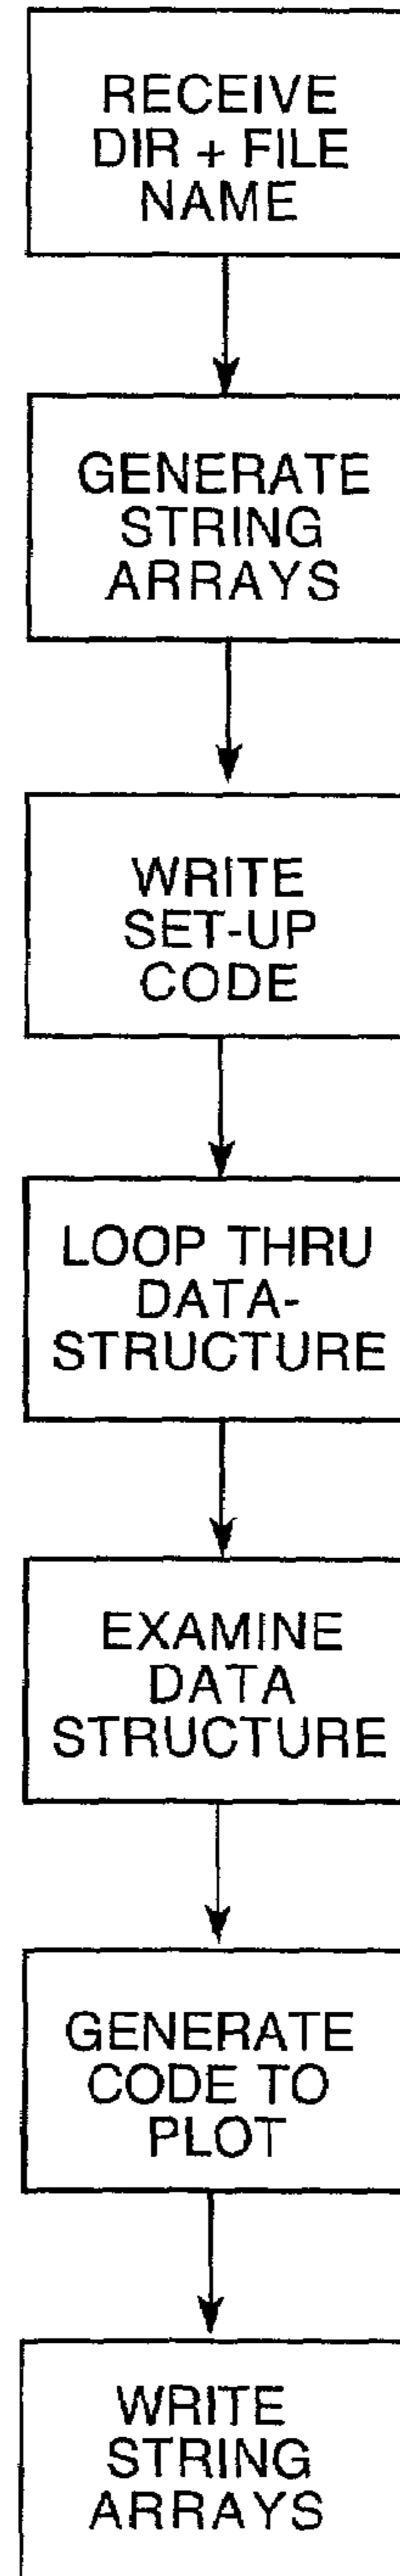 RECEIVE
DIR + FILE
NAME
GENERATE
STRING
ARRAYS
WRITE
SET-UP
CODE
LOOP THRU
DATA-
STRUCTURE
EXAMINE
DATA
STRUCTURE
GENERATE
CODE TO
PLOT
WRITE
STRING
ARRAYS